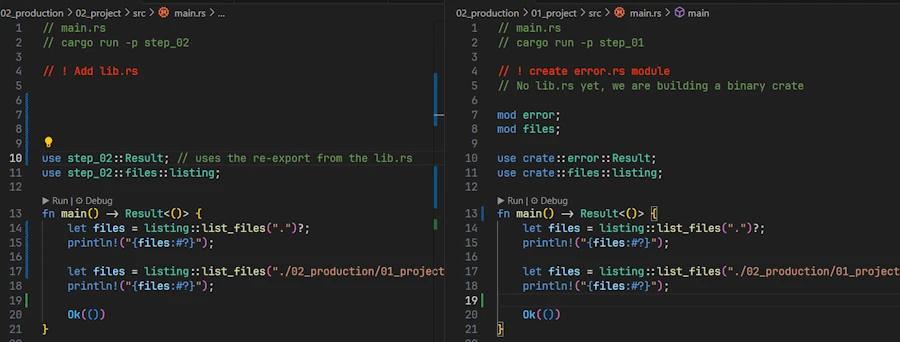 02_production > 02_project > src > main.rs > ...
1 // main.rs
2 // cargo run -p step_02
3
4 // ! Add lib.rs
5
6
7
8
9
10 use step_02::Result; // uses the re-export from the lib.rs
11 use step_02::files::listing;
12
Run | Debug
13 fn main() -> Result<()> {
14 let files = listing::list_files(".")?;
15 println!("{files:#?}");
16
17 let files = listing::list_files("./02_production/01_project
18 println!("{files:#?}");
19
20 Ok(())
21 }
02_production > 01_project > src > main.rs > main
1 // main.rs
2 // cargo run -p step_01
3
4 // ! create error.rs module
5 // No lib.rs yet, we are building a binary crate
6
7 mod error;
8 mod files;
9
10 use crate::error::Result;
11 use crate::files::listing;
12
Run | Debug
13 fn main() -> Result<()> {
14 let files = listing::list_files(".")?;
15 println!("{files:#?}");
16
17 let files = listing::list_files("./02_production/01_project
18 println!("{files:#?}");
19
20 Ok(())
21 }